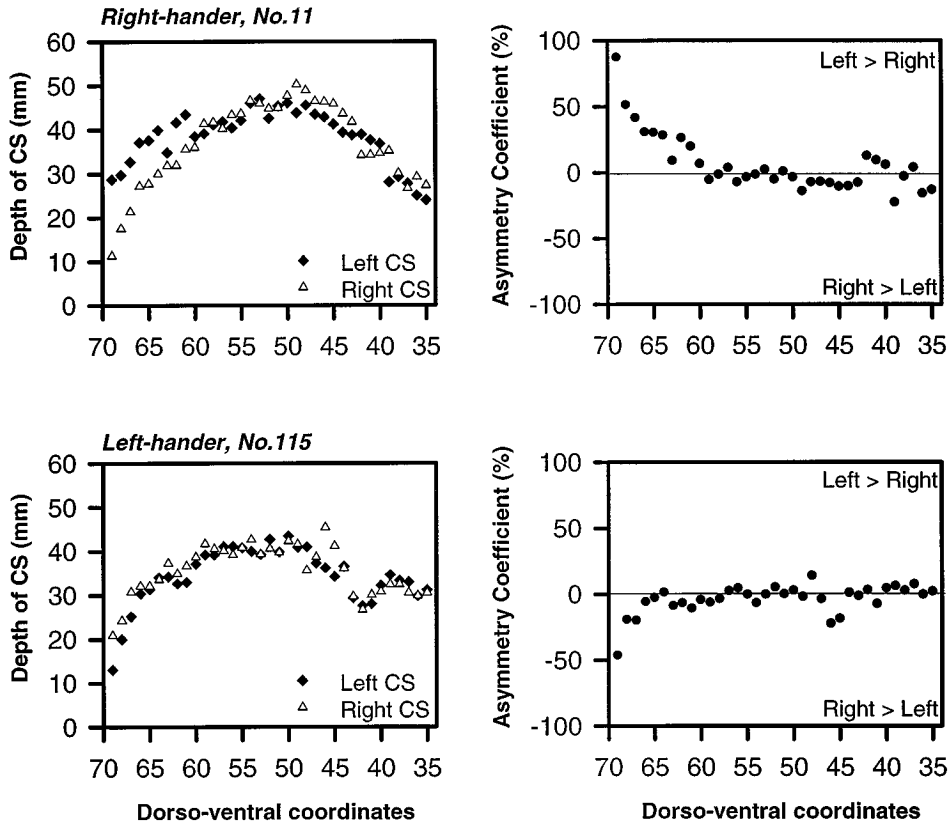 Right-hander, No.11
Depth of CS (mm)
60
50
40
30
20
10
0
Left CS
Right CS
70 65 60 55 50 45 40 35
Asymmetry Coefficient (%)
100
50
0
-50
-100
Left > Right
Right > Left
70 65 60 55 50 45 40 35
Left-hander, No.115
Depth of CS (mm)
60
50
40
30
20
10
0
Left CS
Right CS
70 65 60 55 50 45 40 35
Dorso-ventral coordinates
Asymmetry Coefficient (%)
100
50
0
-50
-100
Left > Right
Right > Left
70 65 60 55 50 45 40 35
Dorso-ventral coordinates